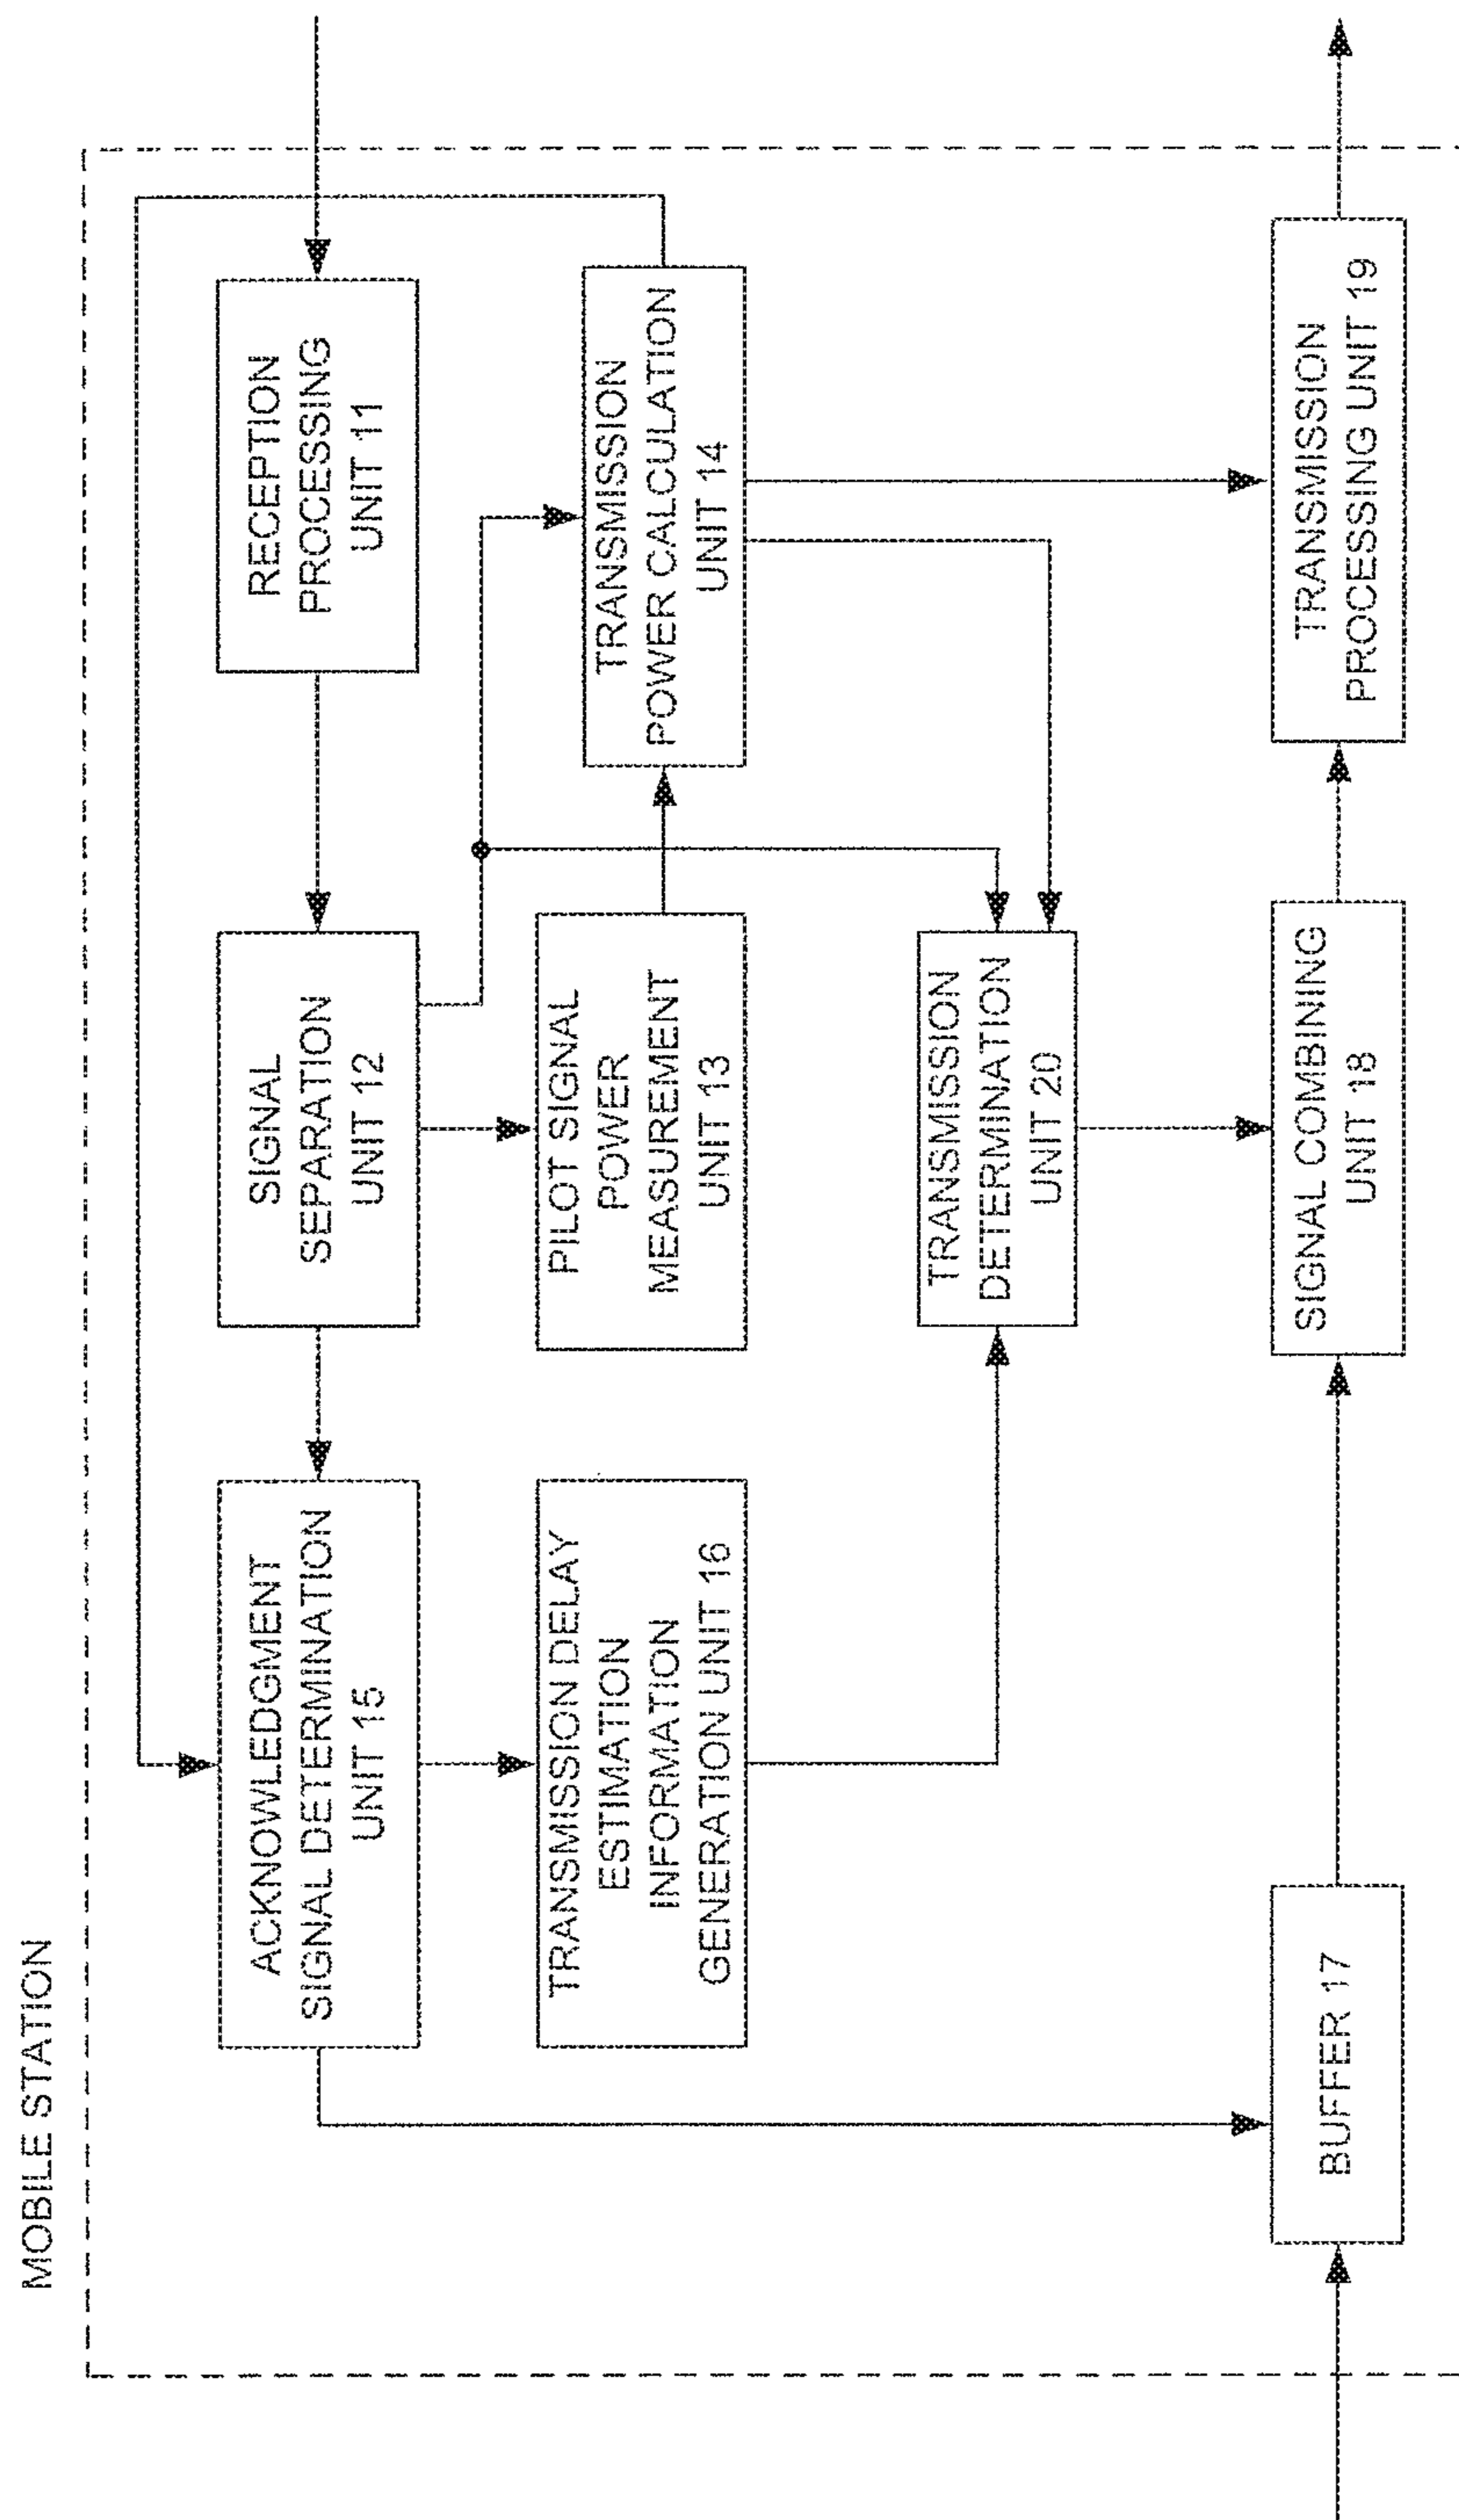 MOBILE STATION
ACKNOWLEDGMENT
SIGNAL DETERMINATION
UNIT 15
SIGNAL
SEPARATION
UNIT 12
RECEPTION
PROCESSING
UNIT 11
TRANSMISSION DELAY
ESTIMATION
INFORMATION
GENERATION UNIT 16
PILOT SIGNAL
POWER
MEASUREMENT
UNIT 13
TRANSMISSION
POWER CALCULATION
UNIT 14
TRANSMISSION
DETERMINATION
UNIT 20
BUFFER 17
SIGNAL COMBINING
UNIT 18
TRANSMISSION
PROCESSING UNIT 19